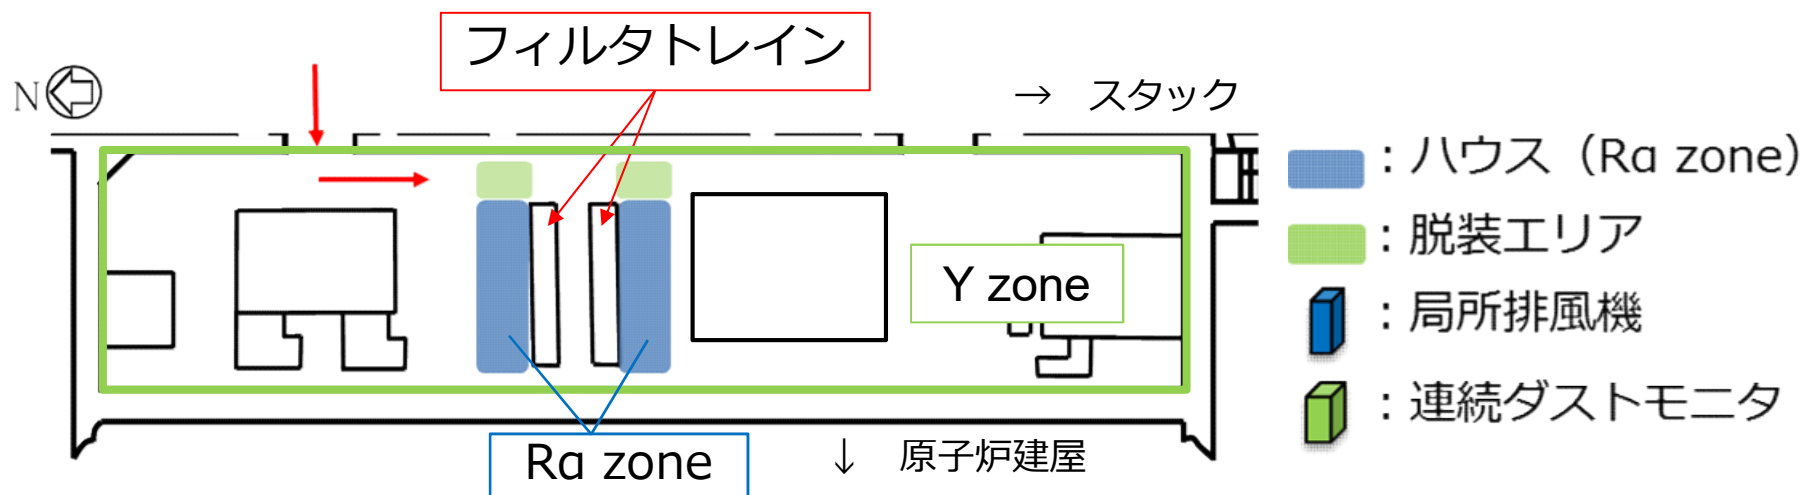 フィルタトレイン
N
→ スタック
:ハウス（Rα zone）
:脱装エリア
Y zone
:局所排風機
:連続ダストモニタ
Rα zone
↓ 原子炉建屋